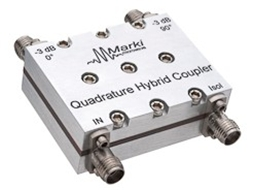 -3 dB
0°
Marki
-3 dB
90°
Quadrature Hybrid Coupler
IN
Isol